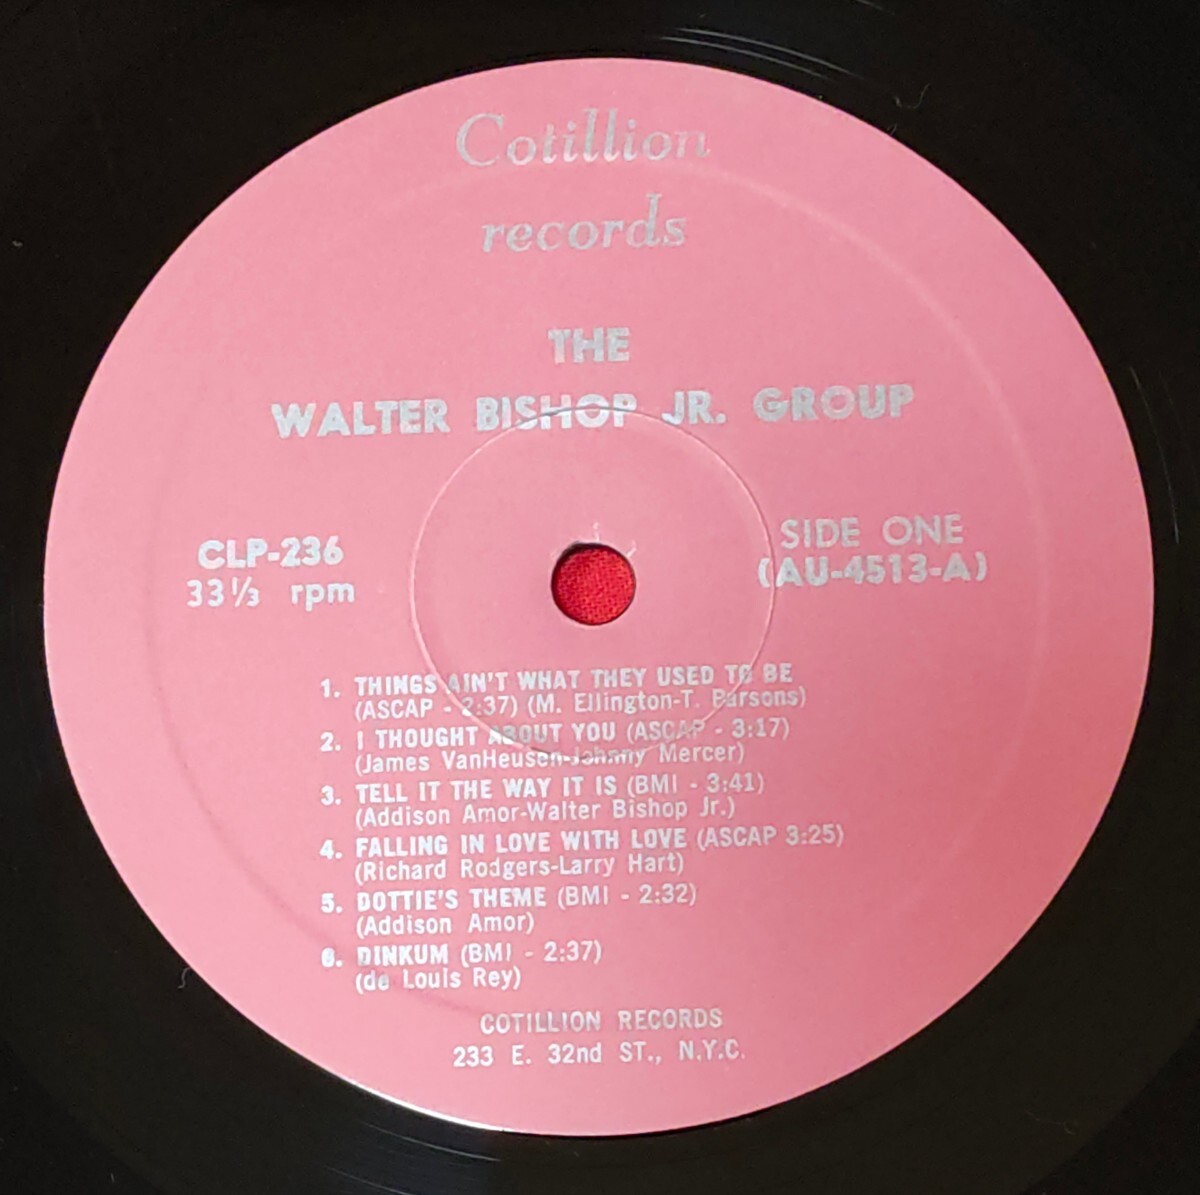 Cotillion
records
THE
WALTER BISHOP JR. GROUP
CLP-236
33 1/3 rpm
SIDE ONE
(AU-4513-A)
1. THINGS AIN'T WHAT THEY USED TO BE
(ASCAP - 2:37) (M. Ellington-T. Parsons)
2. I THOUGHT ABOUT YOU (ASCAP - 3:17)
(James VanHeusen-Johnny Mercer)
3. TELL IT THE WAY IT IS (BMI - 3:41)
(Addison Amor-Walter Bishop Jr.)
4. FALLING IN LOVE WITH LOVE (ASCAP 3:25)
(Richard Rodgers-Larry Hart)
5. DOTTIE'S THEME (BMI - 2:32)
(Addison Amor)
6. DINKUM (BMI - 2:37)
(de Louis Rey)
COTILLION RECORDS
233 E. 32nd ST., N.Y.C.